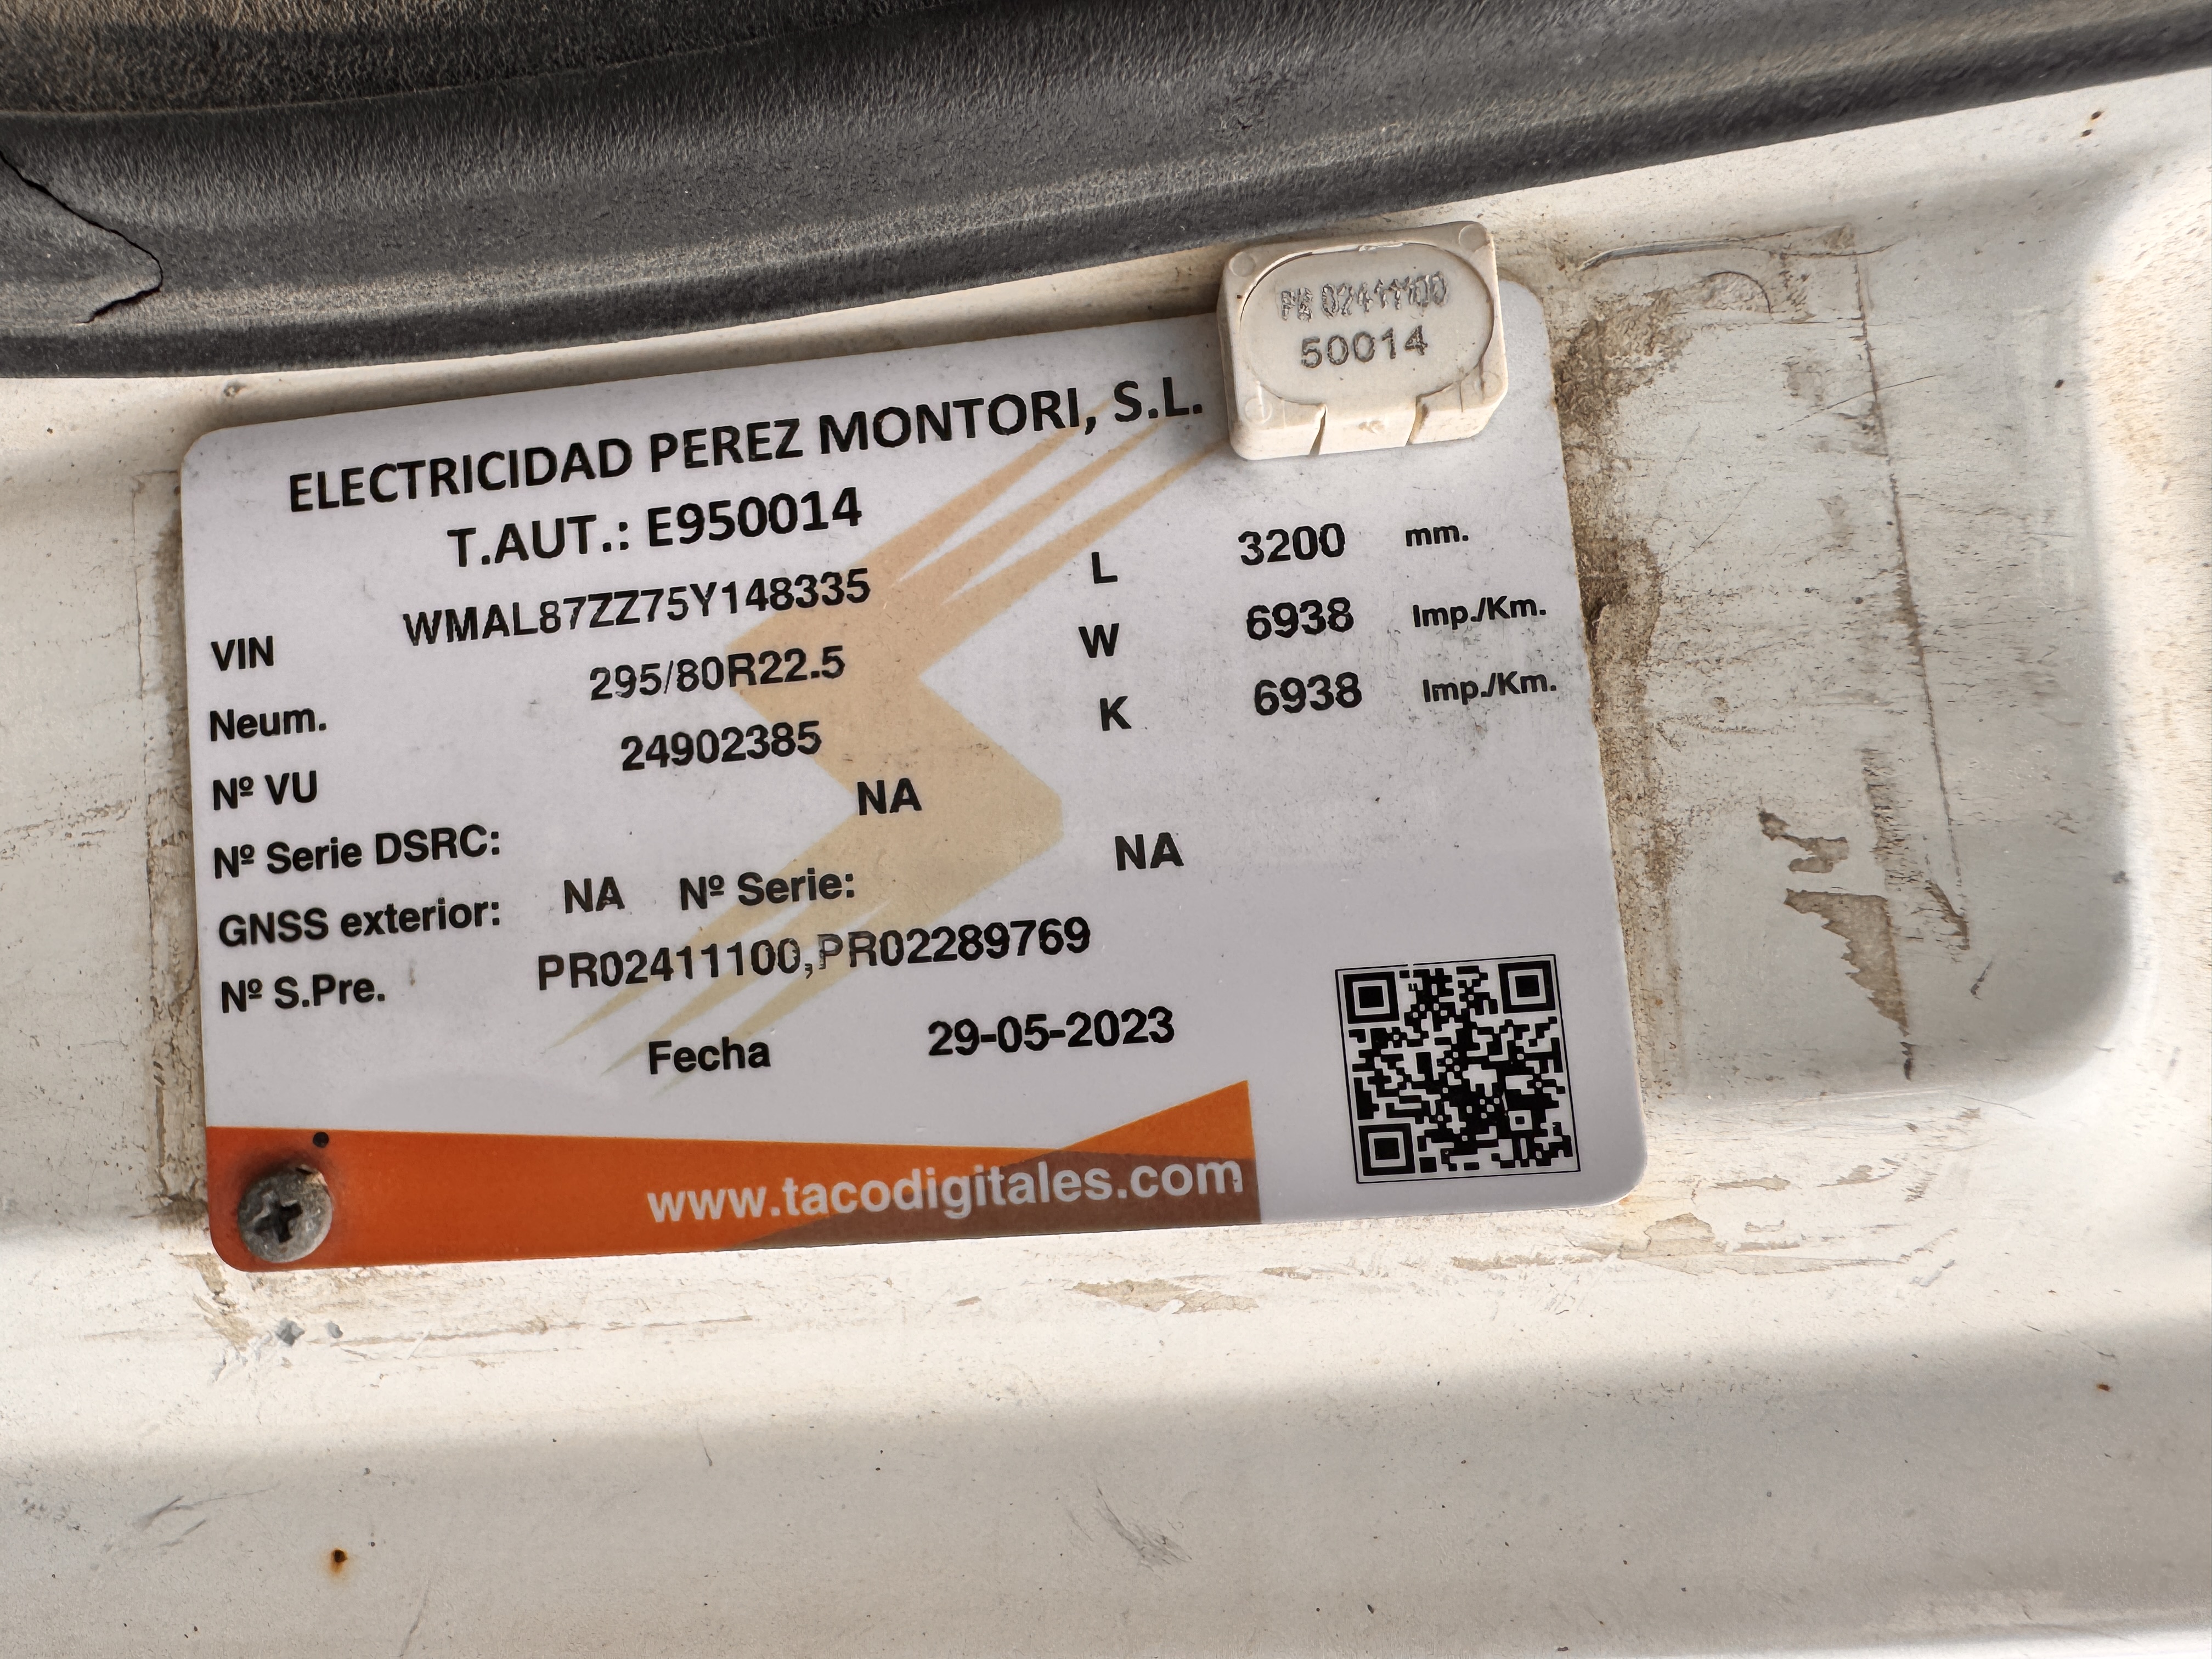 PR 02411100
50014
ELECTRICIDAD PEREZ MONTORI, S.L.
T.AUT.: E950014
VIN WMAL87ZZ75Y148335 L 3200 mm.
Neum. 295/80R22.5 W 6938 Imp./Km.
Nº VU 24902385 K 6938 Imp./Km.
Nº Serie DSRC: NA
GNSS exterior: NA Nº Serie: NA
Nº S.Pre. PR02411100,PR02289769
Fecha 29-05-2023
www.tacodigitales.com